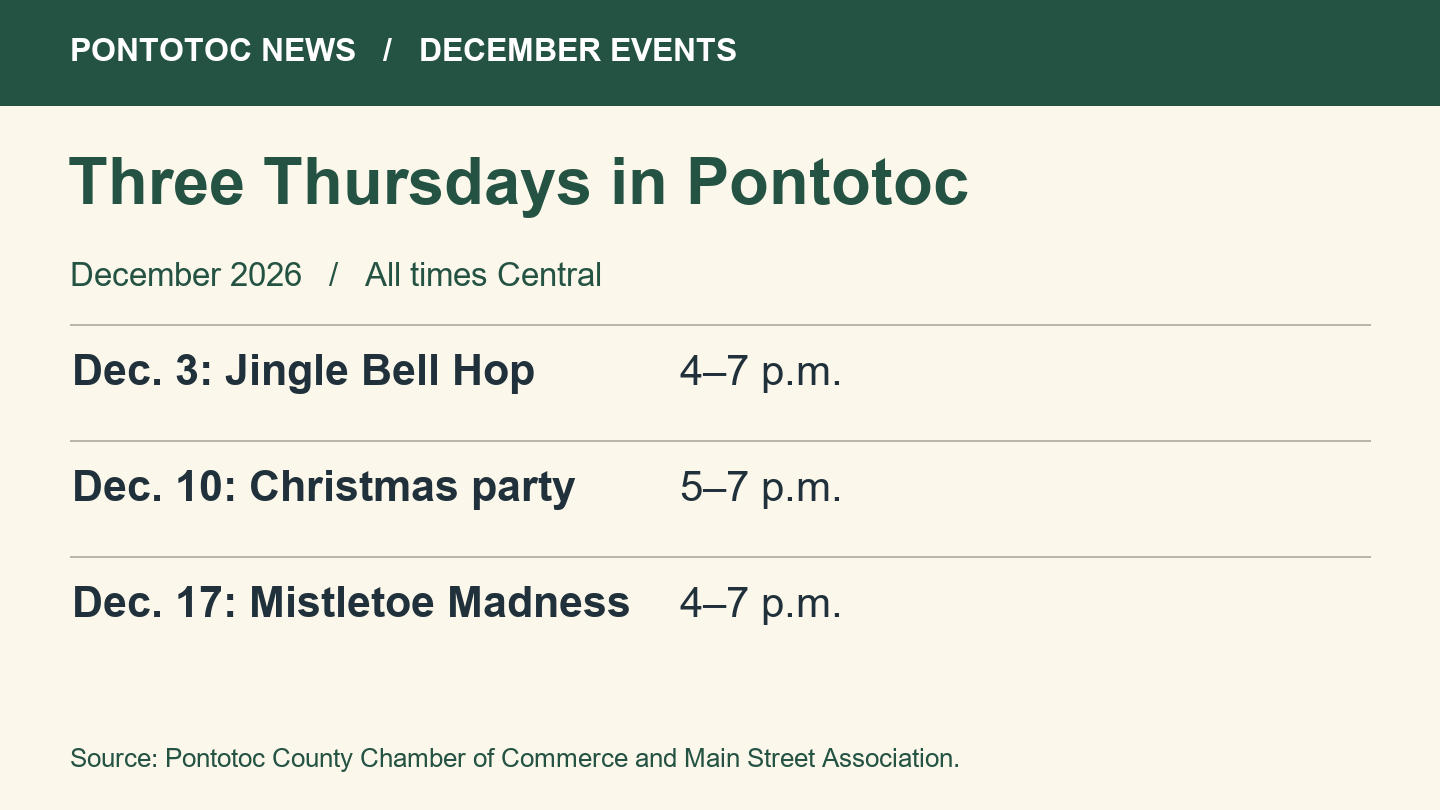 PONTOTOC NEWS / DECEMBER EVENTS
Three Thursdays in Pontotoc
December 2026 / All times Central
Dec. 3: Jingle Bell Hop 4–7 p.m.
Dec. 10: Christmas party 5–7 p.m.
Dec. 17: Mistletoe Madness 4–7 p.m.
Source: Pontotoc County Chamber of Commerce and Main Street Association.